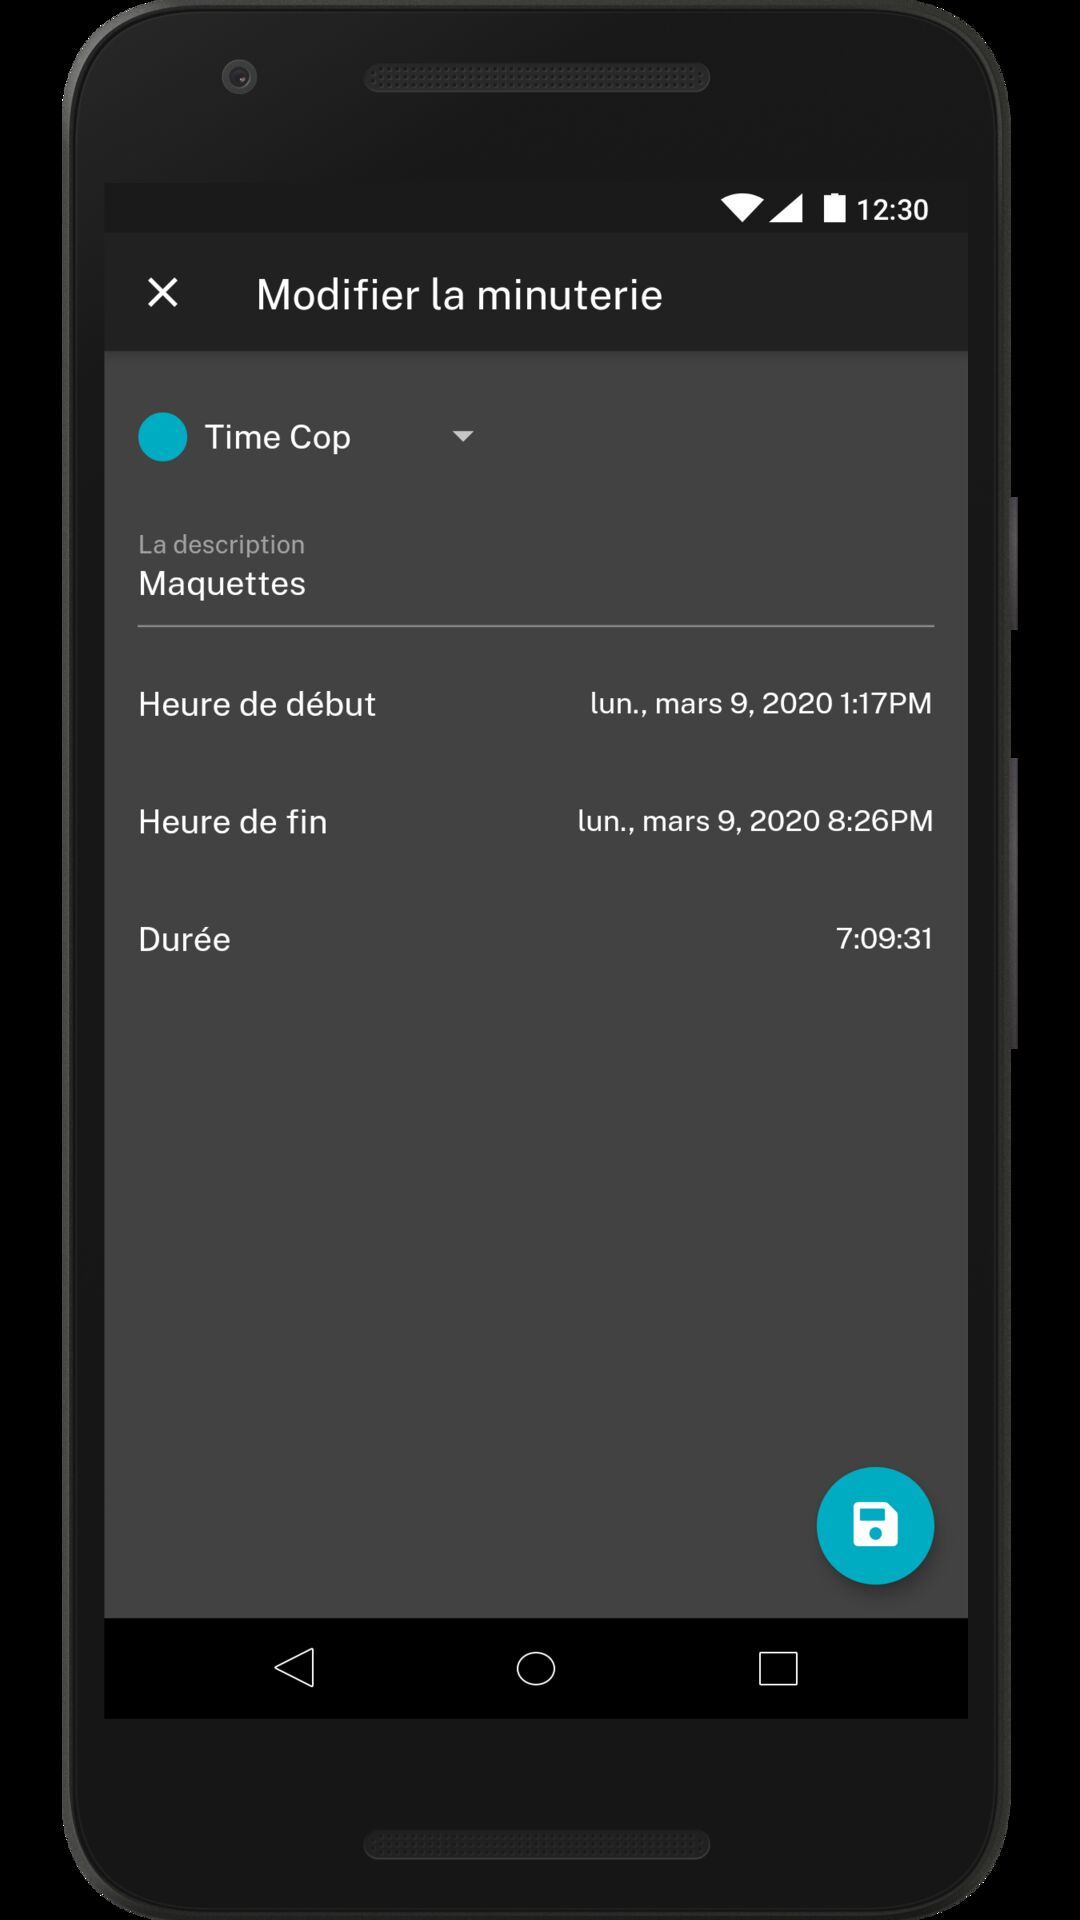 12:30
Modifier la minuterie
Time Cop
La description
Maquettes
Heure de début lun., mars 9, 2020 1:17PM
Heure de fin lun., mars 9, 2020 8:26PM
Durée 7:09:31